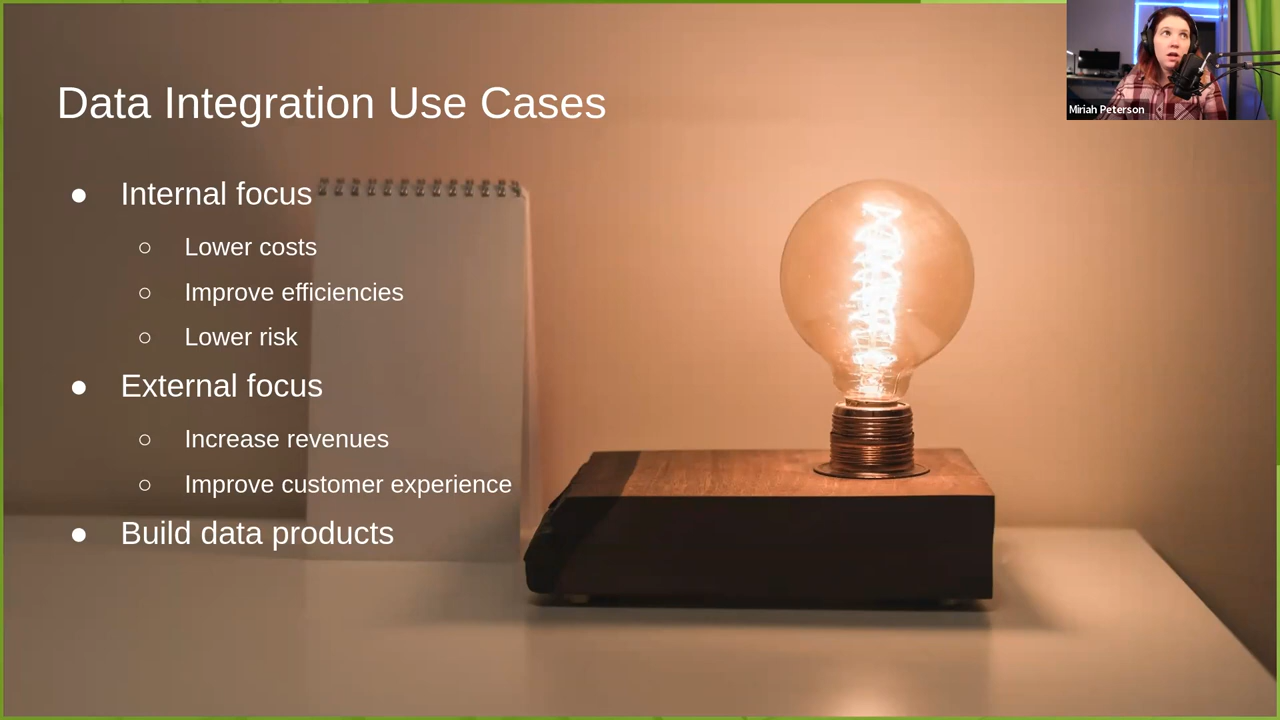 Data Integration Use Cases
● Internal focus
○ Lower costs
○ Improve efficiencies
○ Lower risk
● External focus
○ Increase revenues
○ Improve customer experience
● Build data products
Miriah Peterson